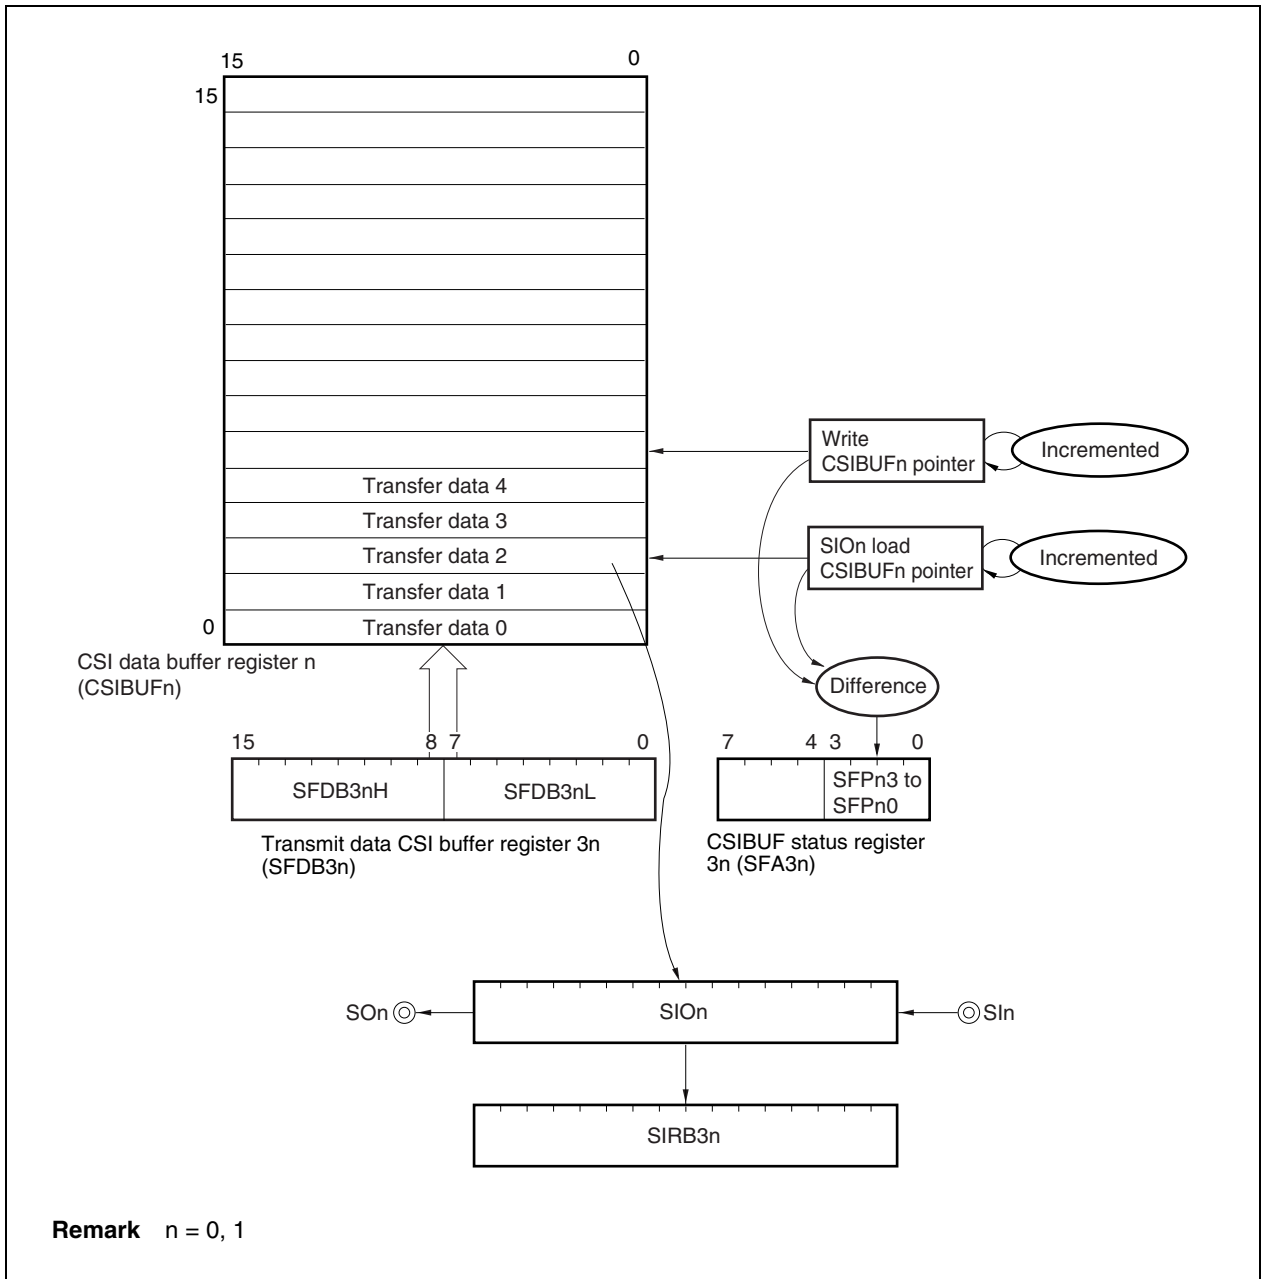 15 0
15
Write
CSIBUFn pointer
Incremented
Transfer data 4
Transfer data 3
Transfer data 2
Transfer data 1
Transfer data 0
SIOn load
CSIBUFn pointer
Incremented
0
CSI data buffer register n
(CSIBUFn)
Difference
15 8 7 0
SFDB3nH SFDB3nL
Transmit data CSI buffer register 3n
(SFDB3n)
7 4 3 0
SFPn3 to
SFPn0
CSIBUF status register
3n (SFA3n)
SOn SIOn SIn
SIRB3n
Remark n = 0, 1